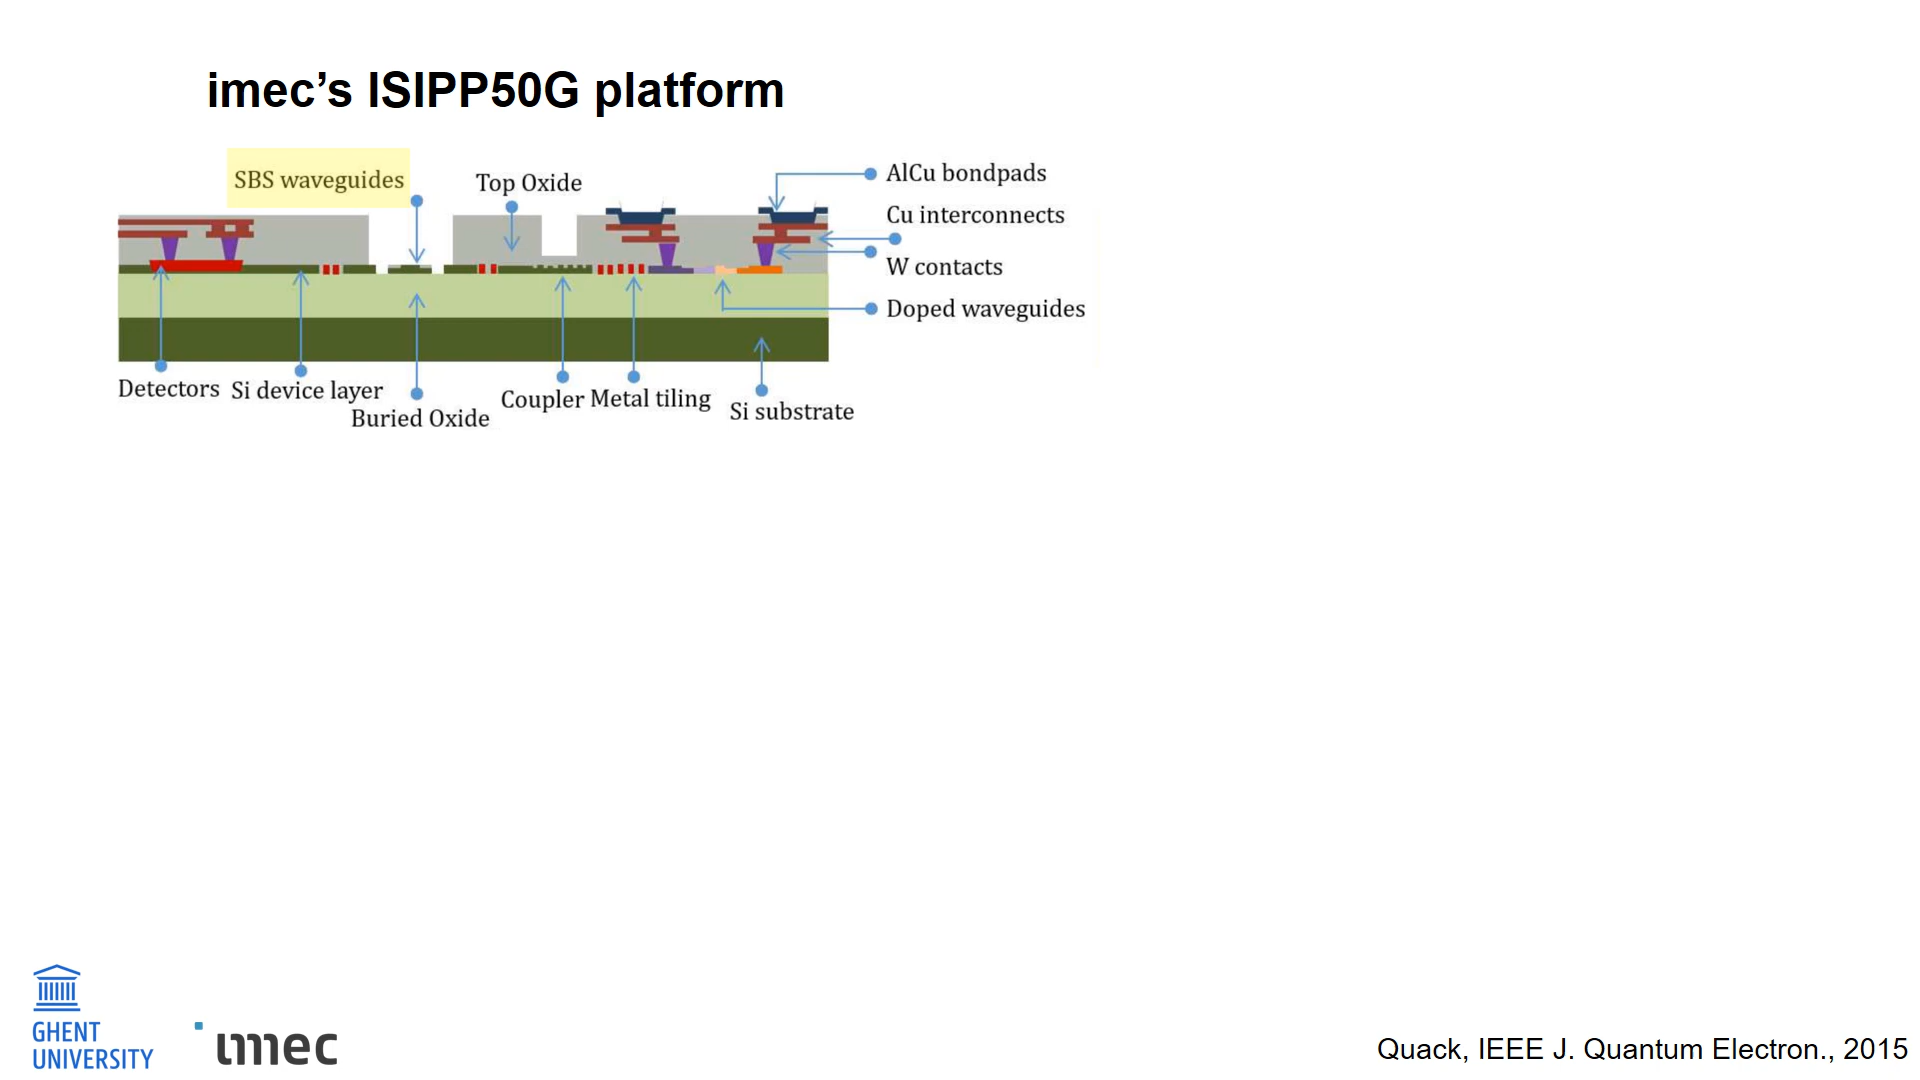 imec’s ISIPP50G platform
SBS waveguides
Top Oxide
AlCu bondpads
Cu interconnects
W contacts
Doped waveguides
Detectors
Si device layer
Buried Oxide
Coupler
Metal tiling
Si substrate
GHENT
UNIVERSITY
imec
Quack, IEEE J. Quantum Electron., 2015